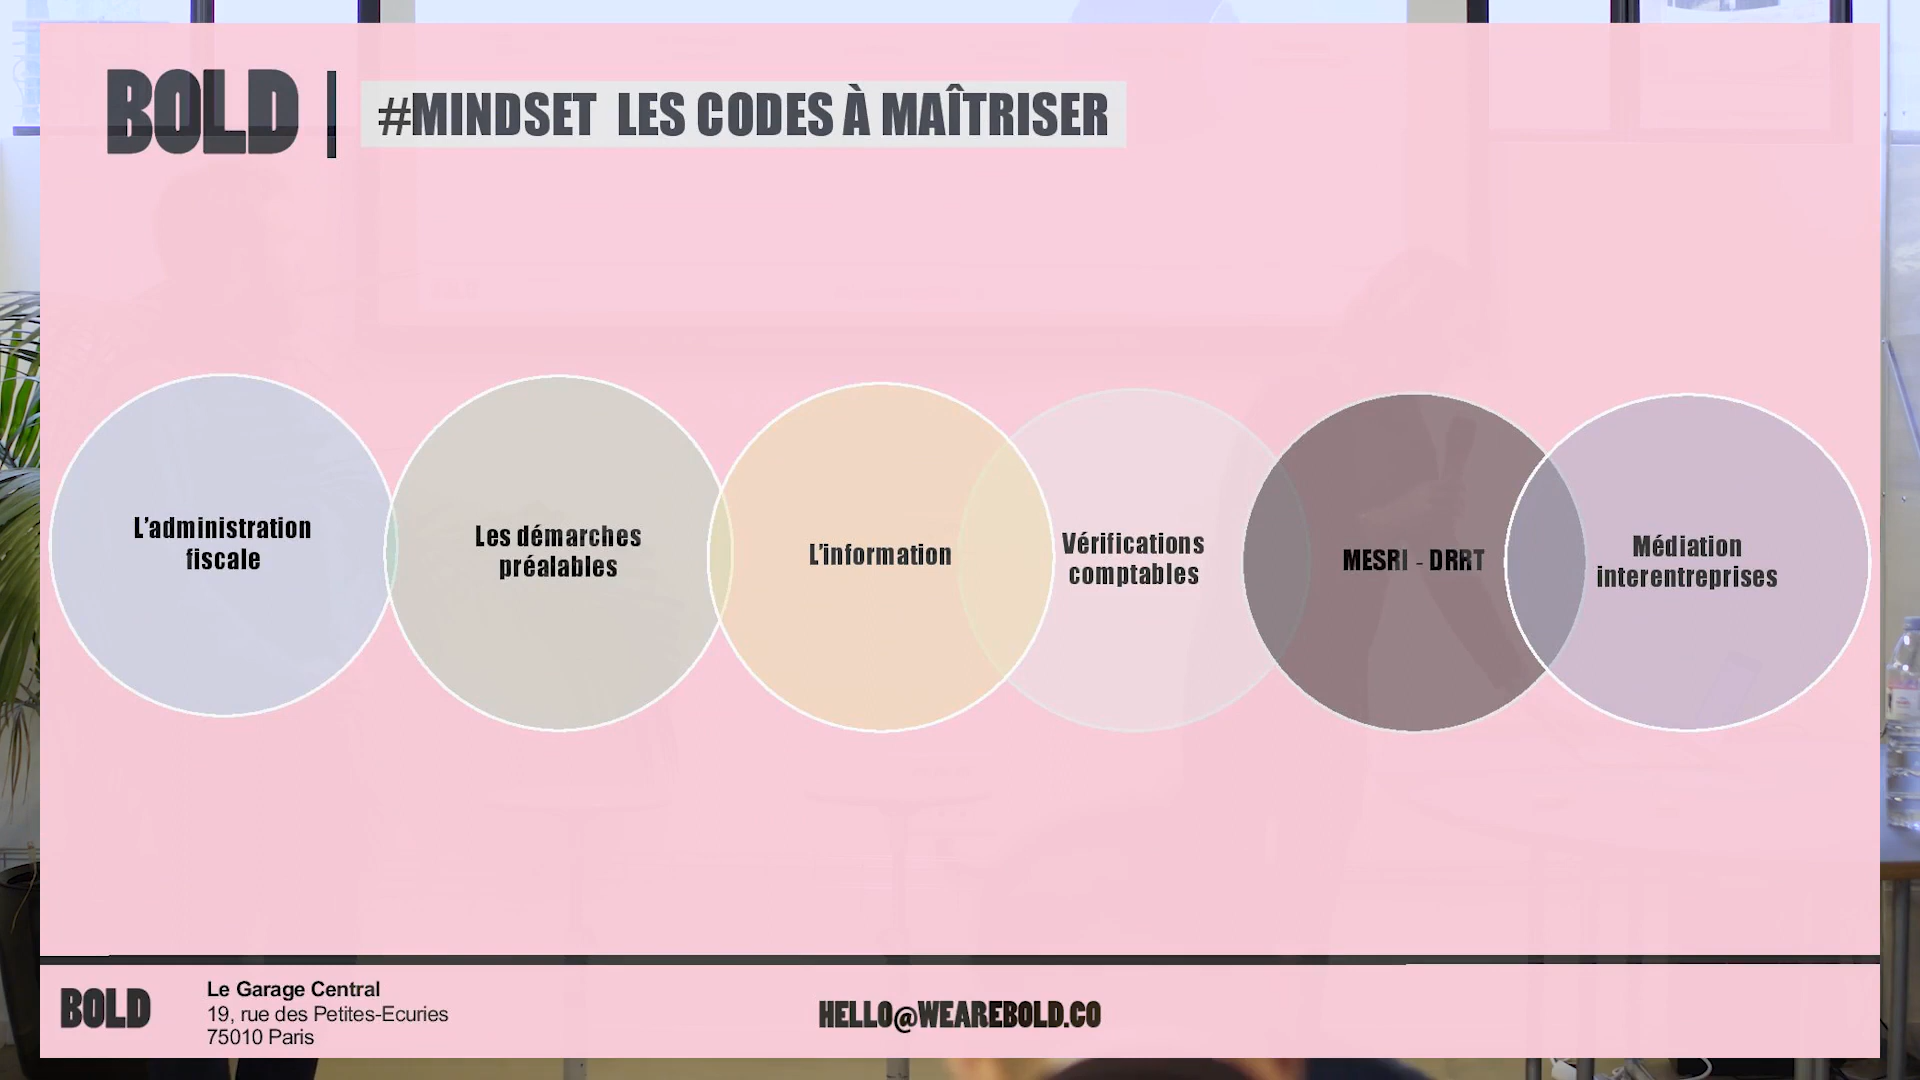 BOLD | #MINDSET LES CODES À MAÎTRISER
L'administration
fiscale
Les démarches
préalables
L'information
Vérifications
comptables
MESRI - DRRT
Médiation
interentreprises
BOLD
Le Garage Central
19, rue des Petites-Ecuries
75010 Paris
HELLO@WEAREBOLD.CO